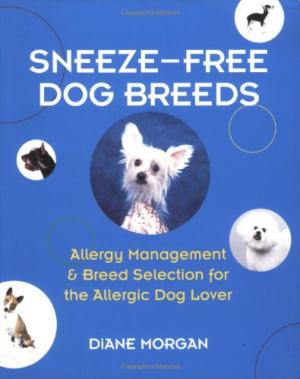 SNEEZE-FREE
DOG BREEDS
Allergy Management
& Breed Selection for
the Allergic Dog Lover
DiANE MORGAN